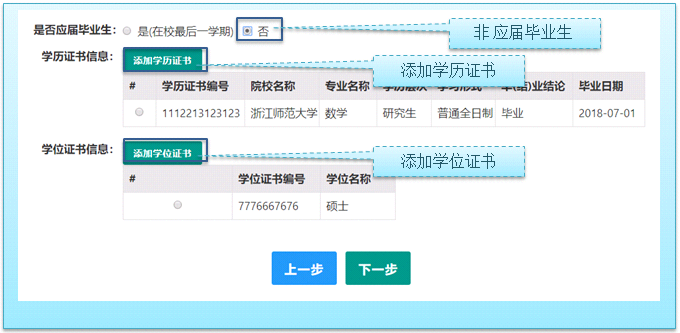 是否应届毕业生： 是(在校最后一学期) 否 非 应届毕业生
学历证书信息： 添加学历证书 添加学历证书
# 学历证书编号 院校名称 专业名称 学历层次 学习形式 毕(结)业结论 毕业日期
1112213123123 浙江师范大学 数学 研究生 普通全日制 毕业 2018-07-01
学位证书信息： 添加学位证书 添加学位证书
# 学位证书编号 学位名称
7776667676 硕士
上一步 下一步